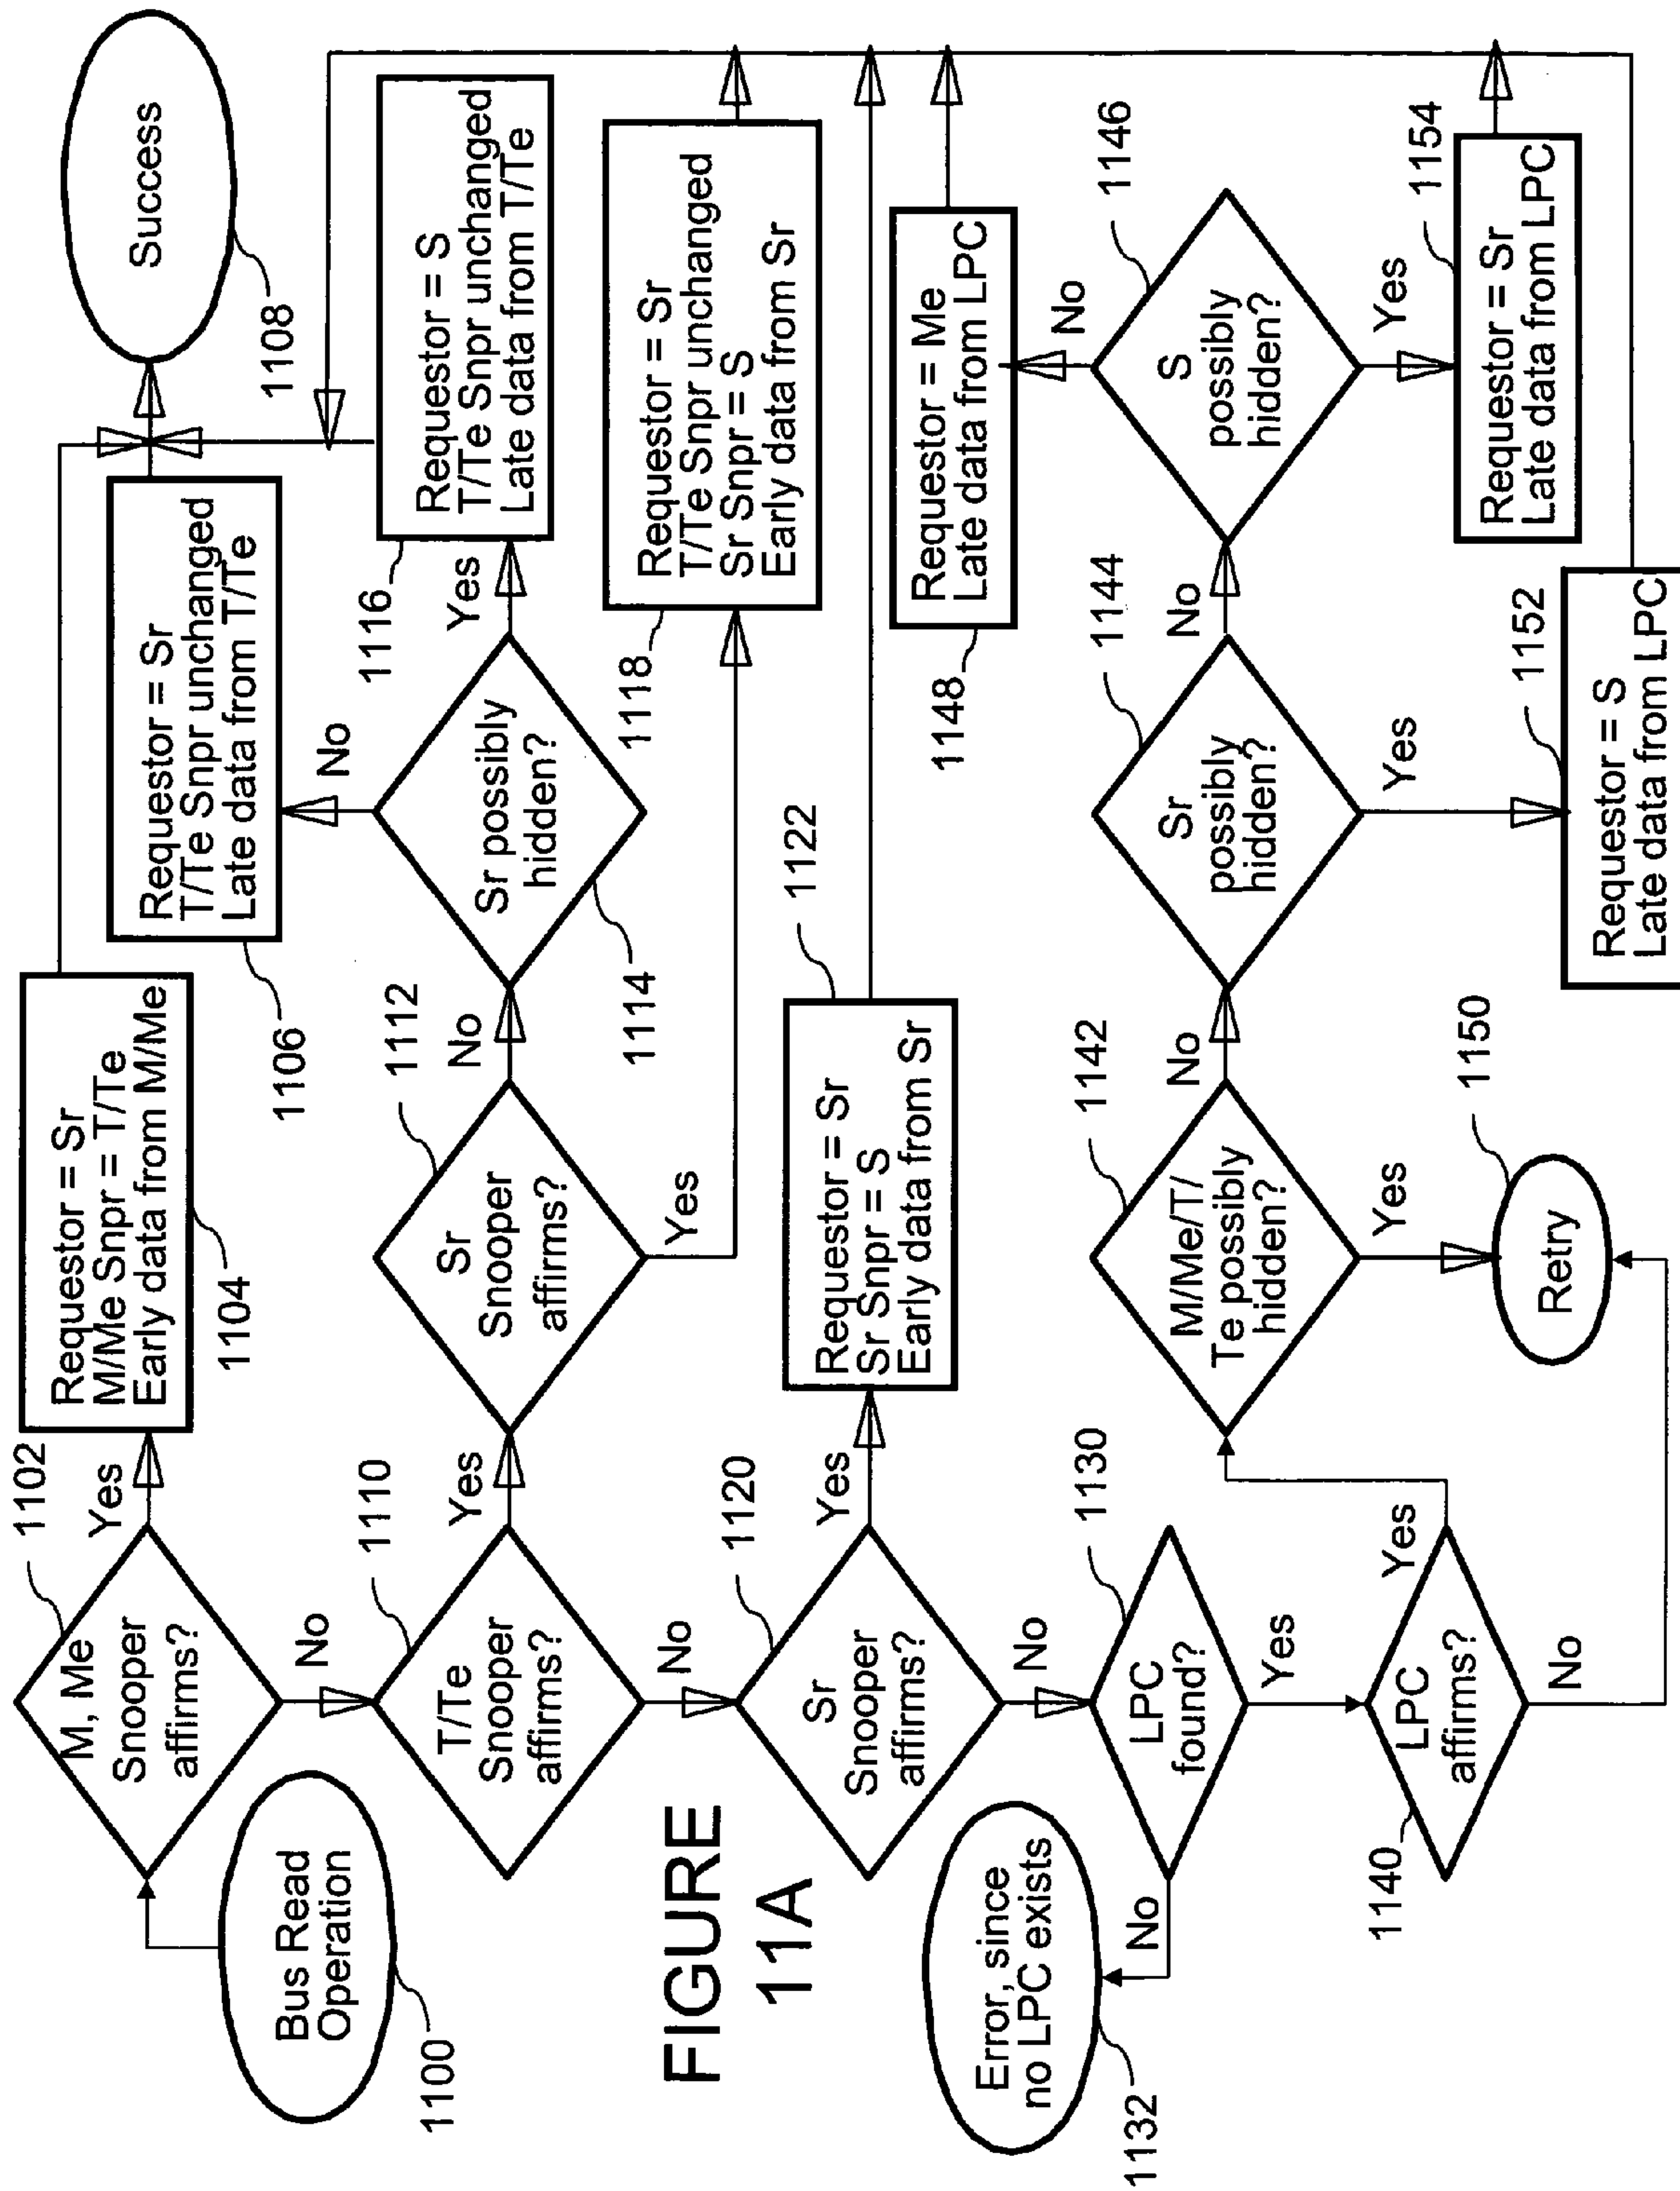 Bus Read
Operation
1100
M, Me
Snooper
affirms?
1102
Yes
No
Requestor = Sr
M/Me Snpr = T/Te
Early data from M/Me
1104
Requestor = Sr
T/Te Snpr unchanged
Late data from T/Te
1106
Success
1108
T/Te
Snooper
affirms?
1110
Yes
No
Sr
Snooper
affirms?
1112
No
Yes
Sr possibly
hidden?
1114
No
Yes
Requestor = S
T/Te Snpr unchanged
Late data from T/Te
1116
Requestor = Sr
T/Te Snpr unchanged
Sr Snpr = S
Early data from Sr
1118
FIGURE
11A
Sr
Snooper
affirms?
1120
Yes
No
Requestor = Sr
Sr Snpr = S
Early data from Sr
1122
LPC
found?
1130
No
Yes
Error, since
no LPC exists
1132
LPC
affirms?
1140
Yes
No
M/Me/T/
Te possibly
hidden?
1142
No
Yes
Sr
possibly
hidden?
1144
No
Yes
S
possibly
hidden?
1146
No
Yes
Requestor = Me
Late data from LPC
1148
Retry
1150
Requestor = S
Late data from LPC
1152
Requestor = Sr
Late data from LPC
1154